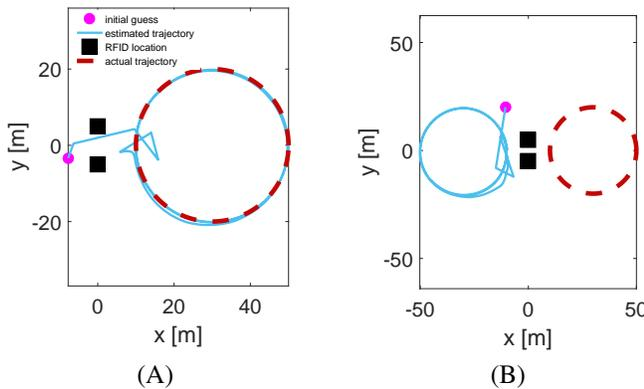 initial guess
estimated trajectory
RFID location
actual trajectory
20
0
-20
y [m]
0
20
40
x [m]
(A)
50
0
-50
y [m]
-50
0
50
x [m]
(B)